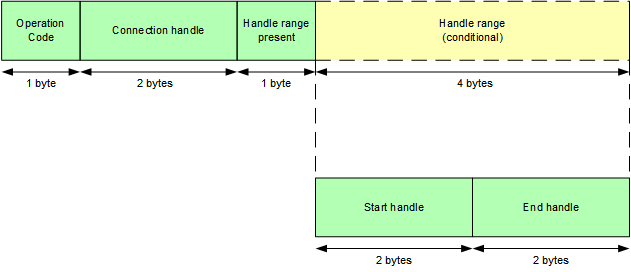 Operation
Code
Connection handle
Handle range
present
Handle range
(conditional)
1 byte
2 bytes
1 byte
4 bytes
Start handle
End handle
2 bytes
2 bytes